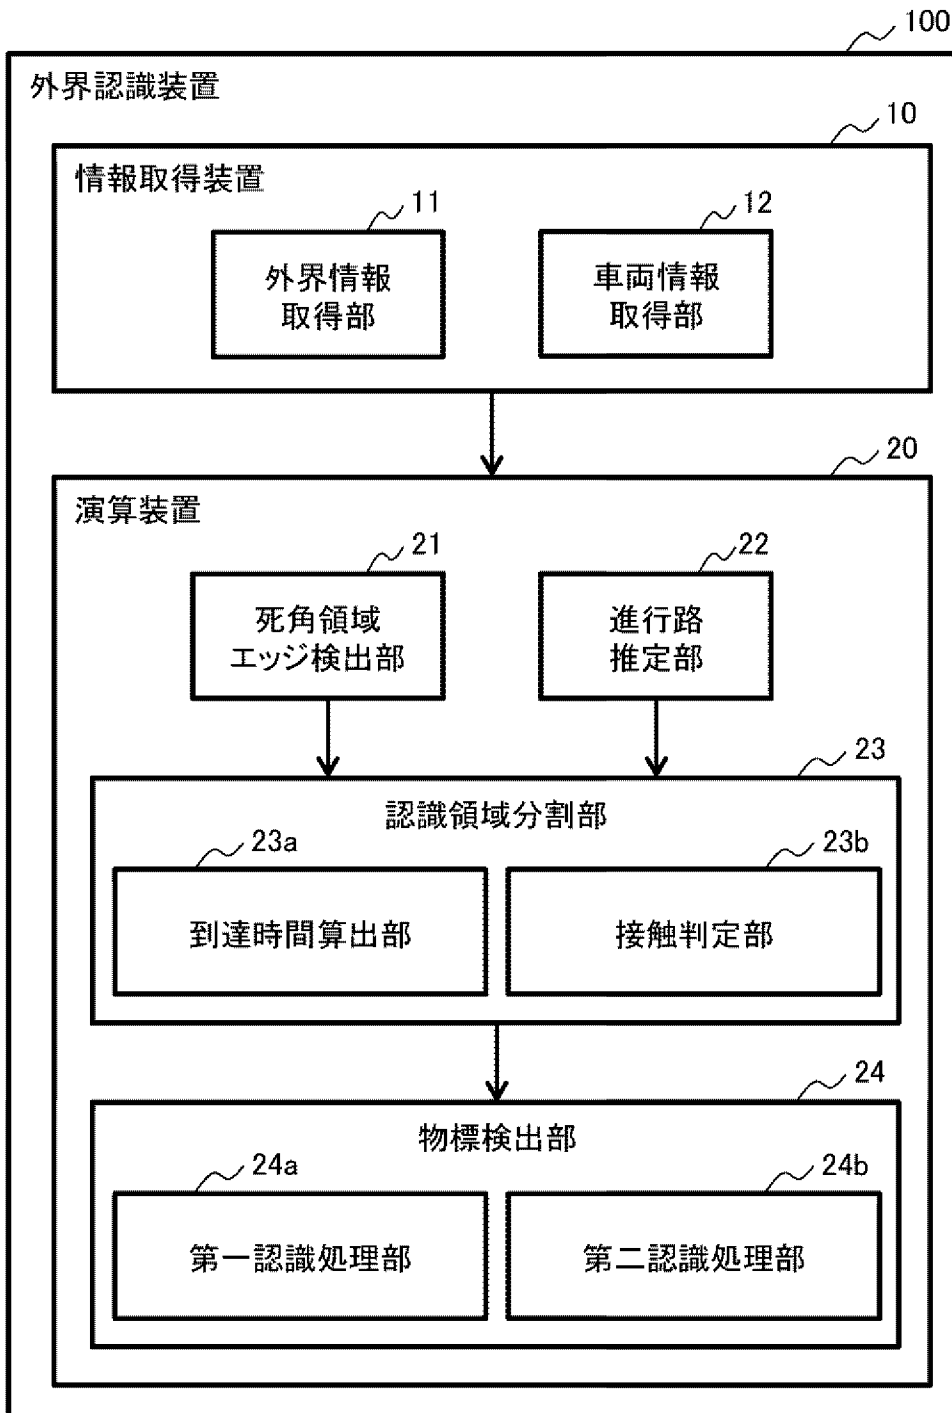 100
外界認識装置
10
情報取得装置
11
12
外界情報
取得部
車両情報
取得部
20
演算装置
21
22
死角領域
エッジ検出部
進行路
推定部
23
認識領域分割部
23a
23b
到達時間算出部
接触判定部
24
物標検出部
24a
24b
第一認識処理部
第二認識処理部